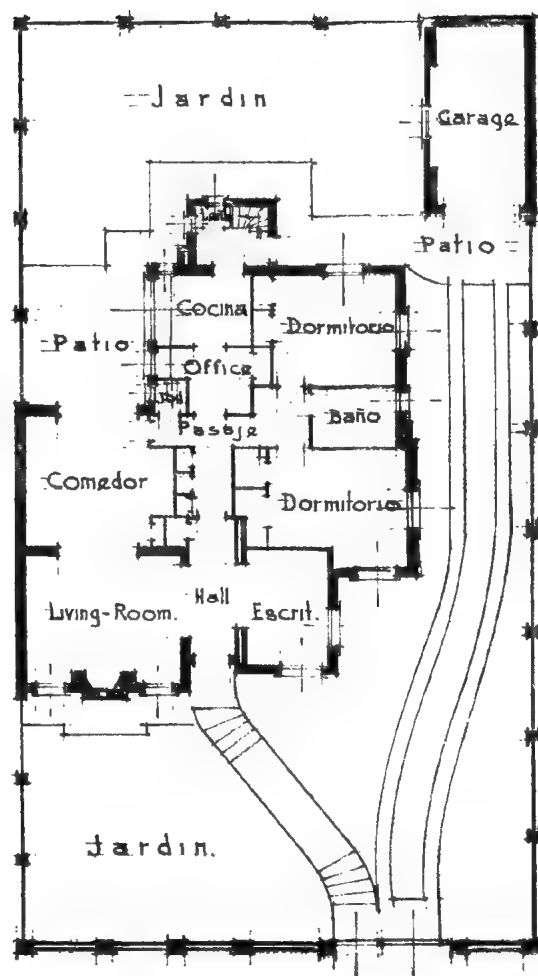 Jardin
Garage
Patio
Cocina
Dormitorio
Patio
Office
Baño
Pasaje
Comedor
Dormitorio
Hall
Living-Room.
Escrit.
Jardin.